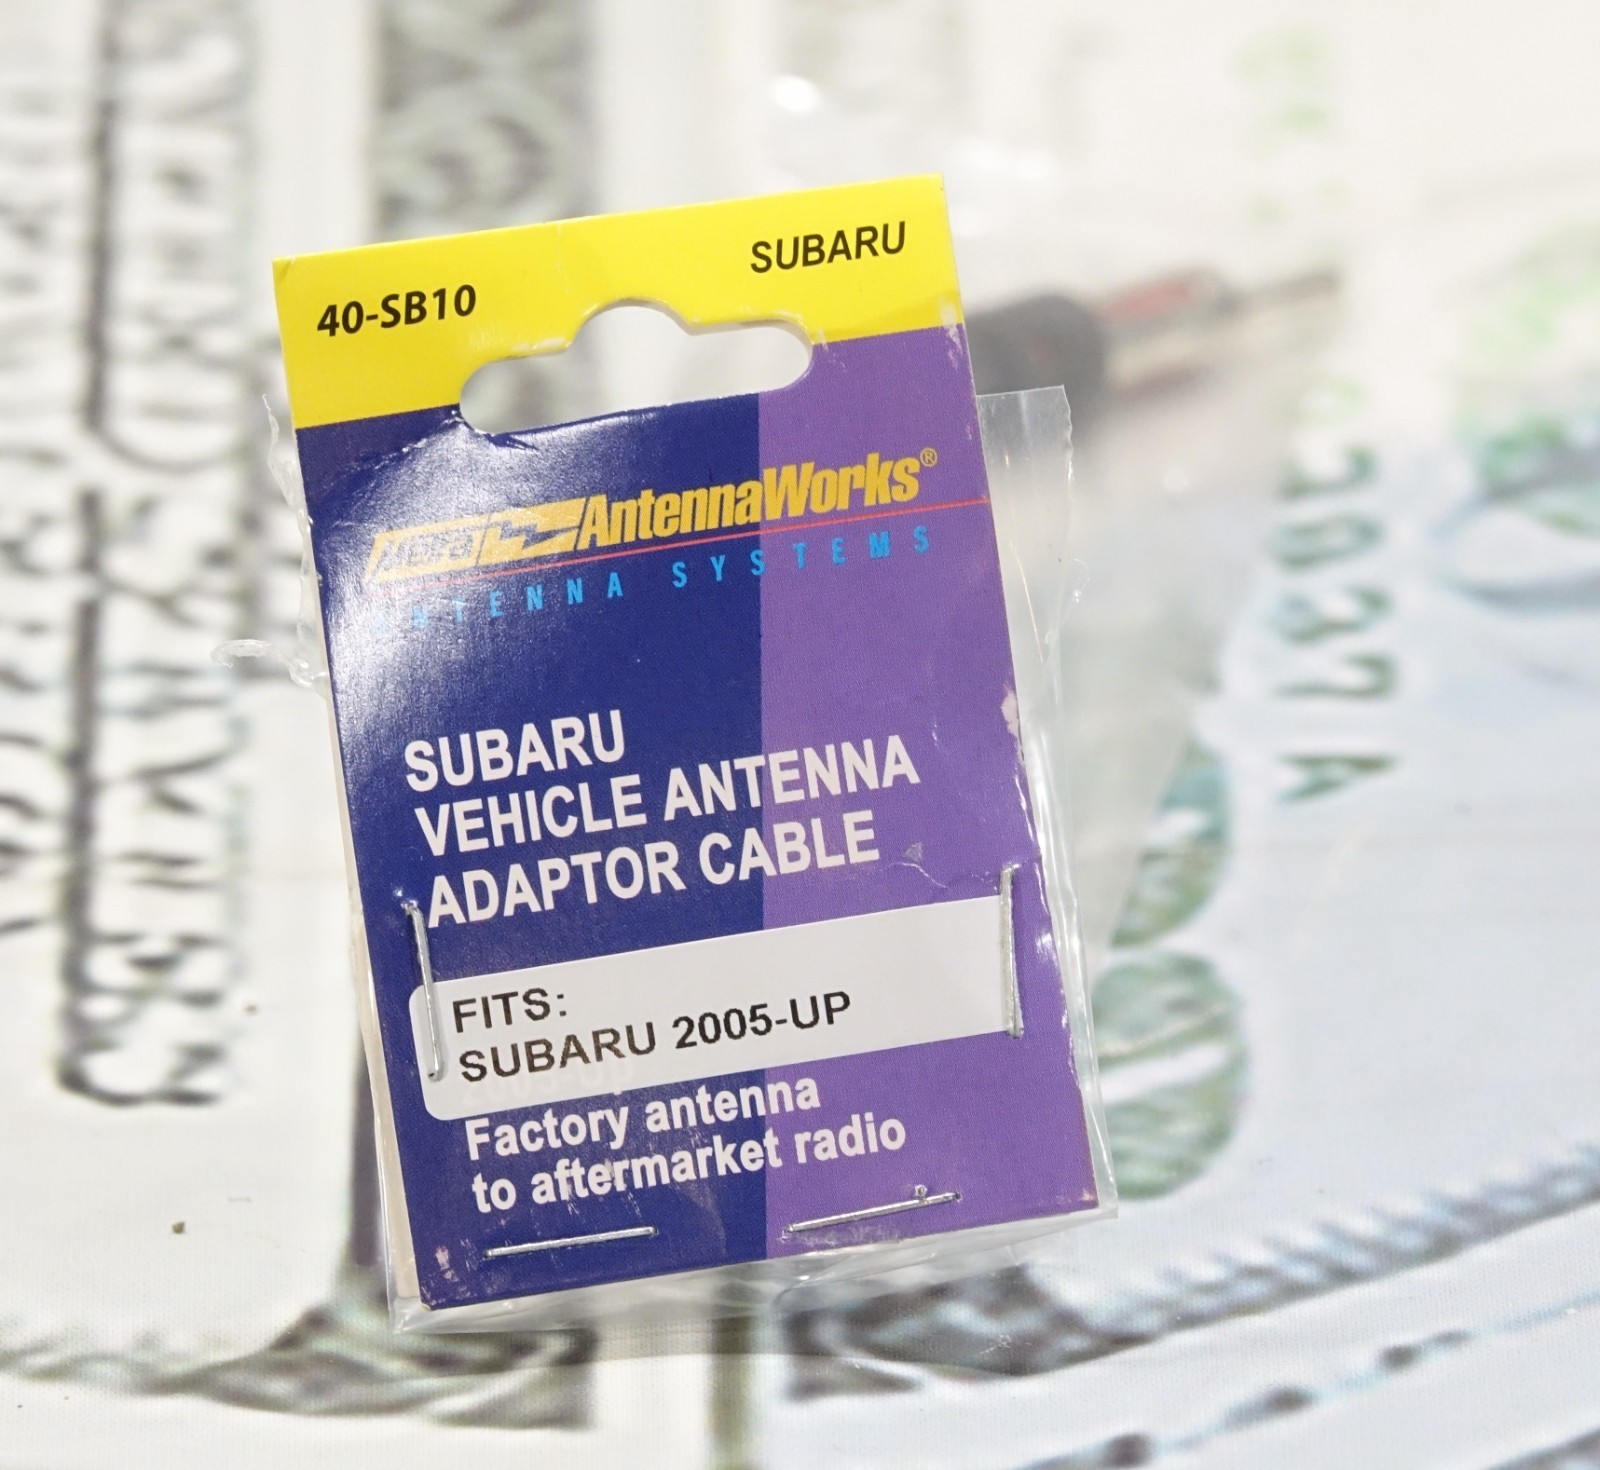 40-SB10
SUBARU
METRA AntennaWorks®
ANTENNA SYSTEMS
SUBARU
VEHICLE ANTENNA
ADAPTOR CABLE
FITS:
SUBARU 2005-UP
Factory antenna
to aftermarket radio